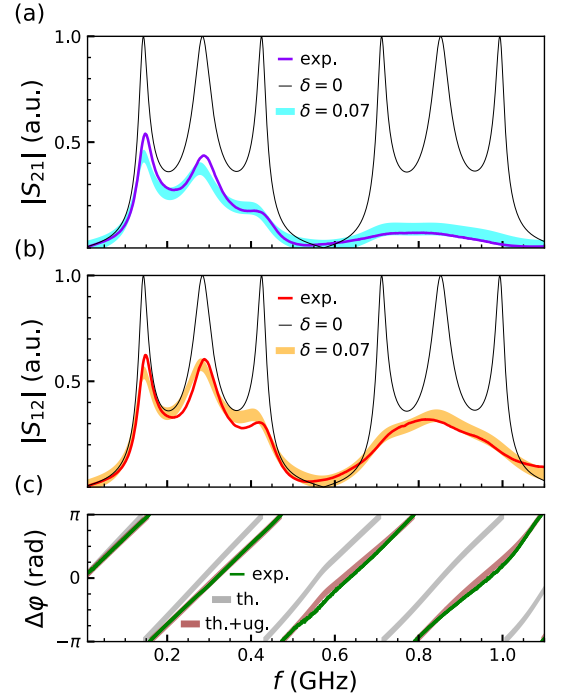 (a)
1.0
0.5
|S21| (a.u.)
exp.
δ = 0
δ = 0.07
(b)
1.0
0.5
|S12| (a.u.)
exp.
δ = 0
δ = 0.07
(c)
π
0
−π
Δφ (rad)
exp.
th.
th.+ug.
0.2 0.4 0.6 0.8 1.0
f (GHz)